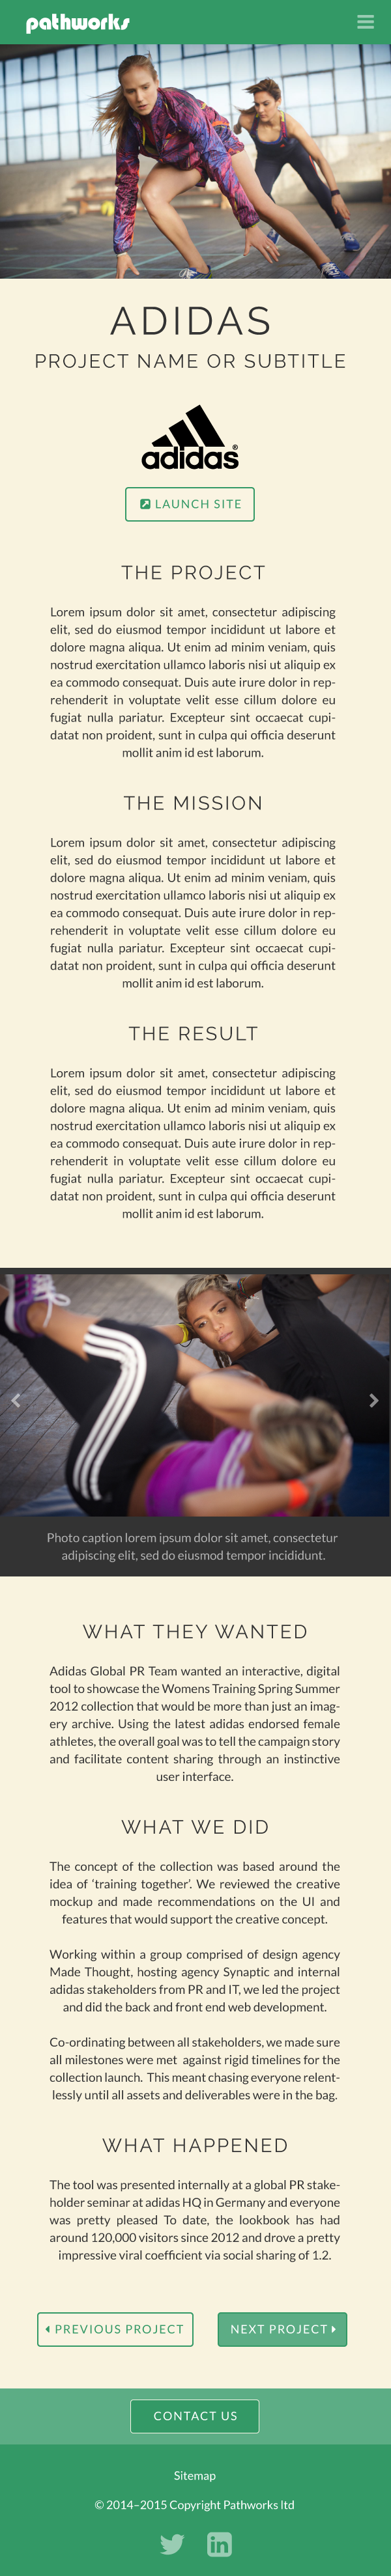 pathworks
ADIDAS
PROJECT NAME OR SUBTITLE
adidas®
LAUNCH SITE
THE PROJECT
Lorem ipsum dolor sit amet, consectetur adipiscing
elit, sed do eiusmod tempor incididunt ut labore et
dolore magna aliqua. Ut enim ad minim veniam, quis
nostrud exercitation ullamco laboris nisi ut aliquip ex
ea commodo consequat. Duis aute irure dolor in rep-
rehenderit in voluptate velit esse cillum dolore eu
fugiat nulla pariatur. Excepteur sint occaecat cupi-
datat non proident, sunt in culpa qui officia deserunt
mollit anim id est laborum.
THE MISSION
Lorem ipsum dolor sit amet, consectetur adipiscing
elit, sed do eiusmod tempor incididunt ut labore et
dolore magna aliqua. Ut enim ad minim veniam, quis
nostrud exercitation ullamco laboris nisi ut aliquip ex
ea commodo consequat. Duis aute irure dolor in rep-
rehenderit in voluptate velit esse cillum dolore eu
fugiat nulla pariatur. Excepteur sint occaecat cupi-
datat non proident, sunt in culpa qui officia deserunt
mollit anim id est laborum.
THE RESULT
Lorem ipsum dolor sit amet, consectetur adipiscing
elit, sed do eiusmod tempor incididunt ut labore et
dolore magna aliqua. Ut enim ad minim veniam, quis
nostrud exercitation ullamco laboris nisi ut aliquip ex
ea commodo consequat. Duis aute irure dolor in rep-
rehenderit in voluptate velit esse cillum dolore eu
fugiat nulla pariatur. Excepteur sint occaecat cupi-
datat non proident, sunt in culpa qui officia deserunt
mollit anim id est laborum.
Photo caption lorem ipsum dolor sit amet, consectetur
adipiscing elit, sed do eiusmod tempor incididunt.
WHAT THEY WANTED
Adidas Global PR Team wanted an interactive, digital
tool to showcase the Womens Training Spring Summer
2012 collection that would be more than just an imag-
ery archive. Using the latest adidas endorsed female
athletes, the overall goal was to tell the campaign story
and facilitate content sharing through an instinctive
user interface.
WHAT WE DID
The concept of the collection was based around the
idea of ‘training together’. We reviewed the creative
mockup and made recommendations on the UI and
features that would support the creative concept.
Working within a group comprised of design agency
Made Thought, hosting agency Synaptic and internal
adidas stakeholders from PR and IT, we led the project
and did the back and front end web development.
Co-ordinating between all stakeholders, we made sure
all milestones were met against rigid timelines for the
collection launch. This meant chasing everyone relent-
lessly until all assets and deliverables were in the bag.
WHAT HAPPENED
The tool was presented internally at a global PR stake-
holder seminar at adidas HQ in Germany and everyone
was pretty pleased To date, the lookbook has had
around 120,000 visitors since 2012 and drove a pretty
impressive viral coefficient via social sharing of 1.2.
PREVIOUS PROJECT
NEXT PROJECT
CONTACT US
Sitemap
© 2014–2015 Copyright Pathworks ltd
in